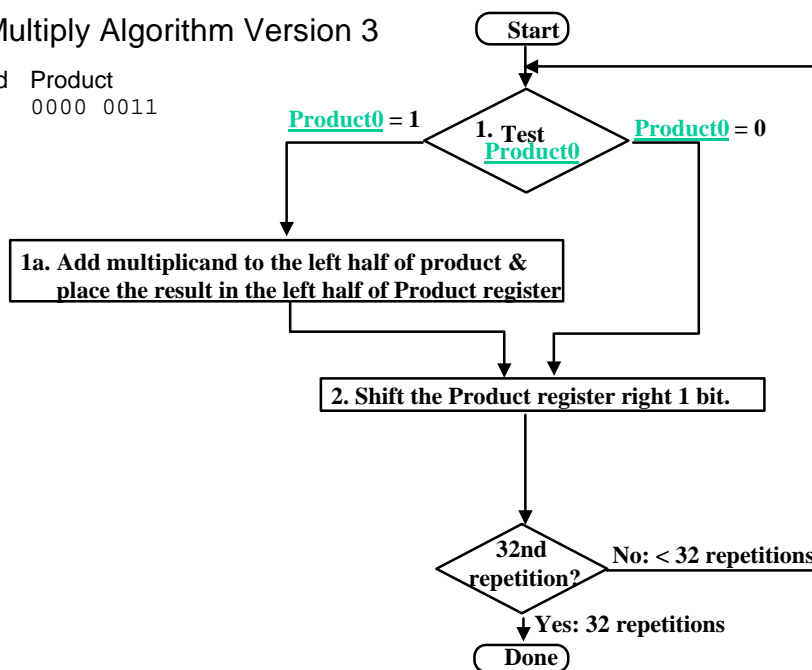 Multiply Algorithm Version 3
d Product
0000 0011
Start
Product0 = 1
1. Test
Product0
Product0 = 0
1a. Add multiplicand to the left half of product &
place the result in the left half of Product register
2. Shift the Product register right 1 bit.
32nd
repetition?
No: < 32 repetitions
Yes: 32 repetitions
Done